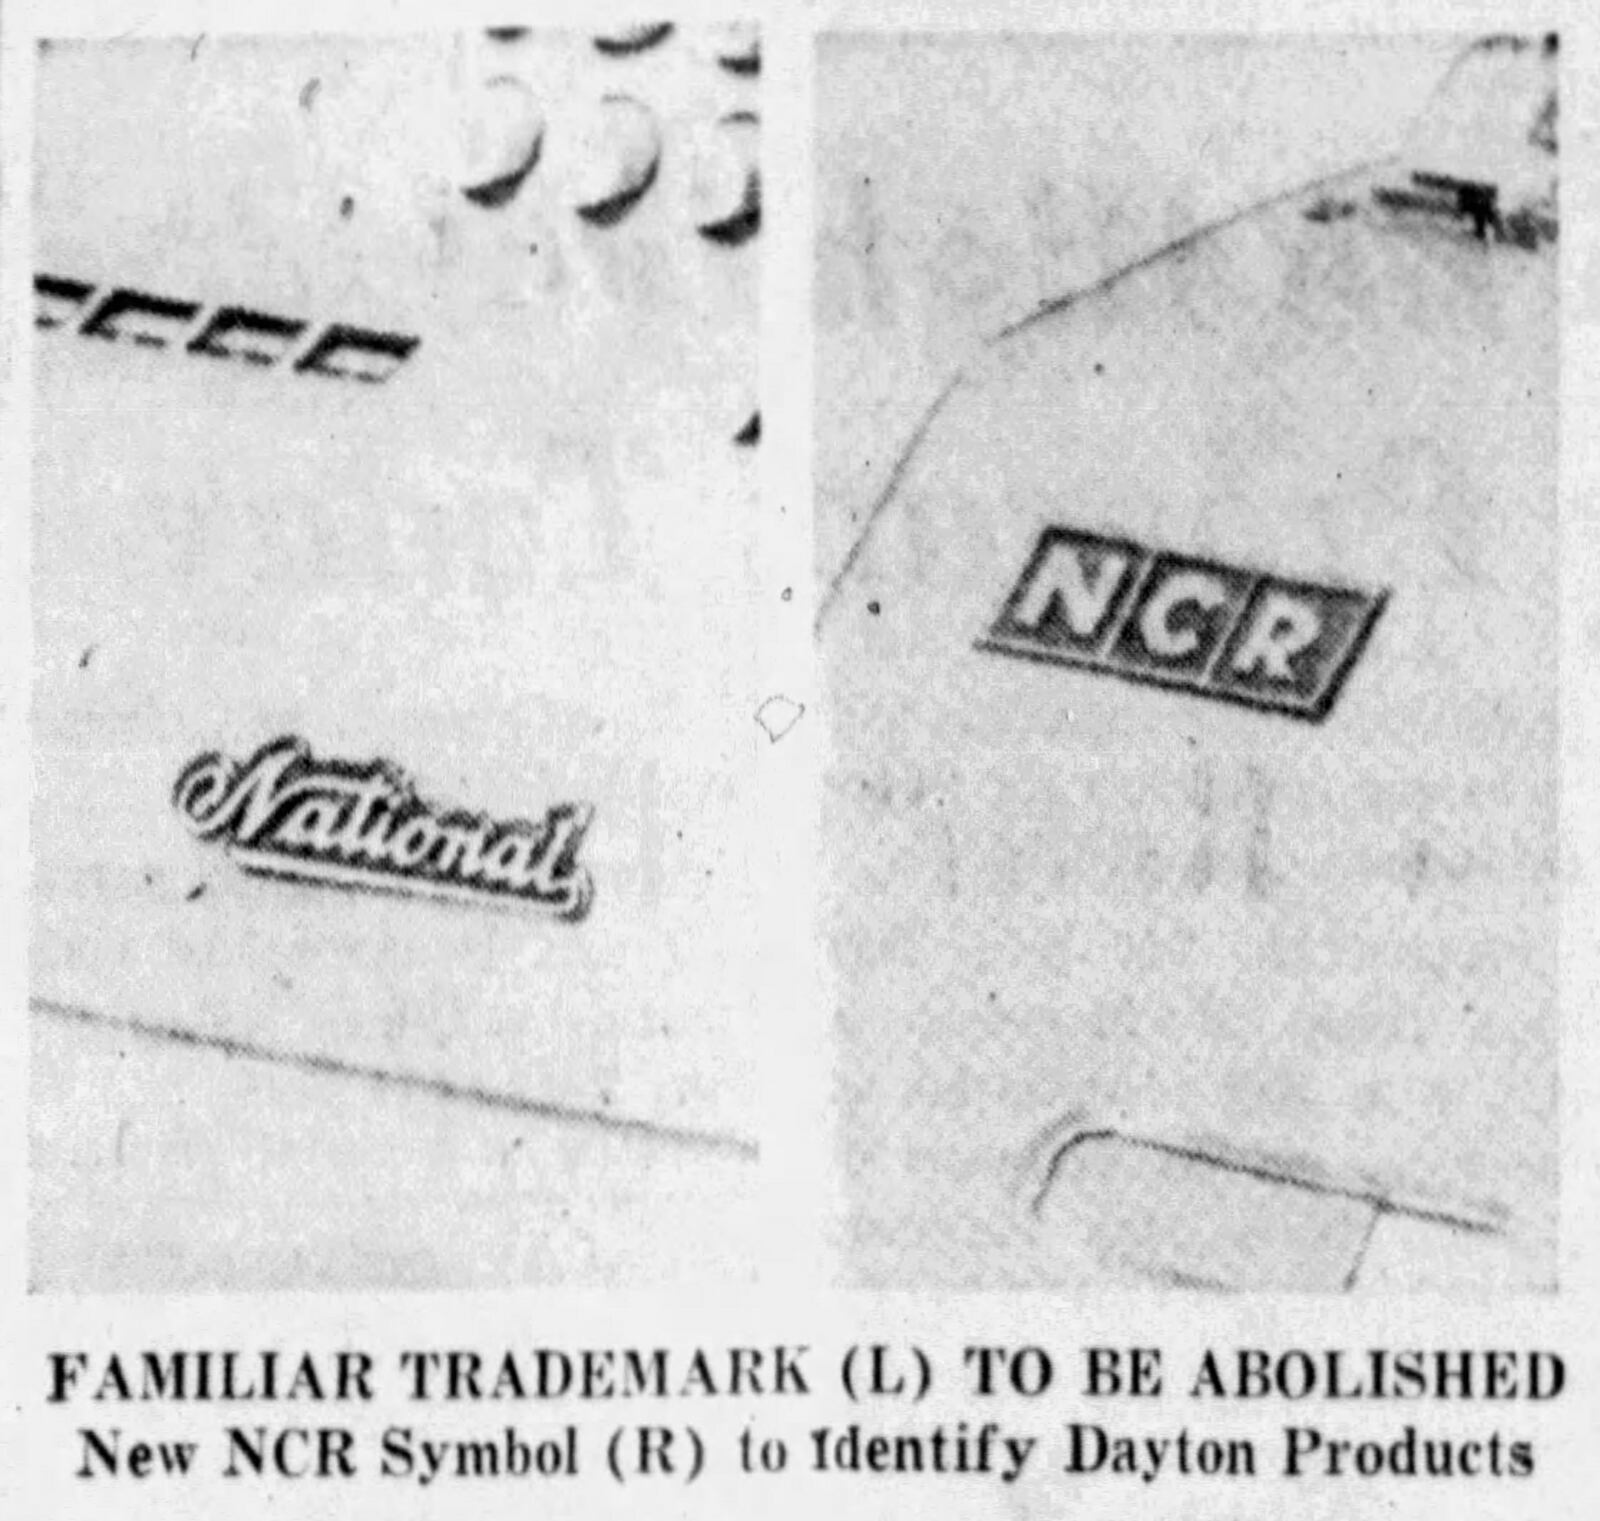 National
NCR
FAMILIAR TRADEMARK (L) TO BE ABOLISHED
New NCR Symbol (R) to Identify Dayton Products